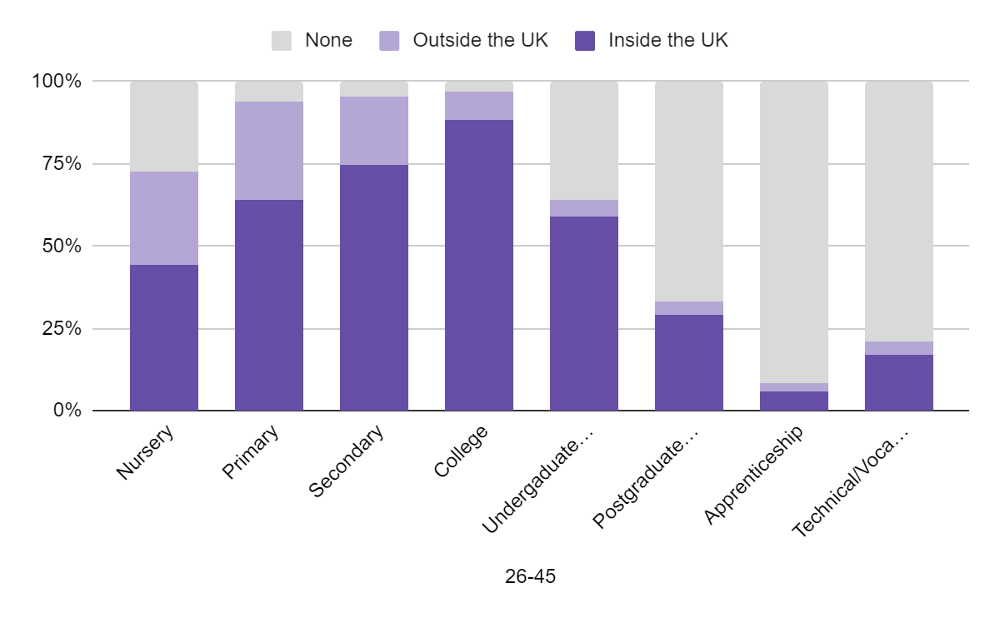 None Outside the UK Inside the UK
100%
75%
50%
25%
0%
Nursery
Primary
Secondary
College
Undergaduate…
Postgraduate…
Apprenticeship
Technical/Voca…
26-45